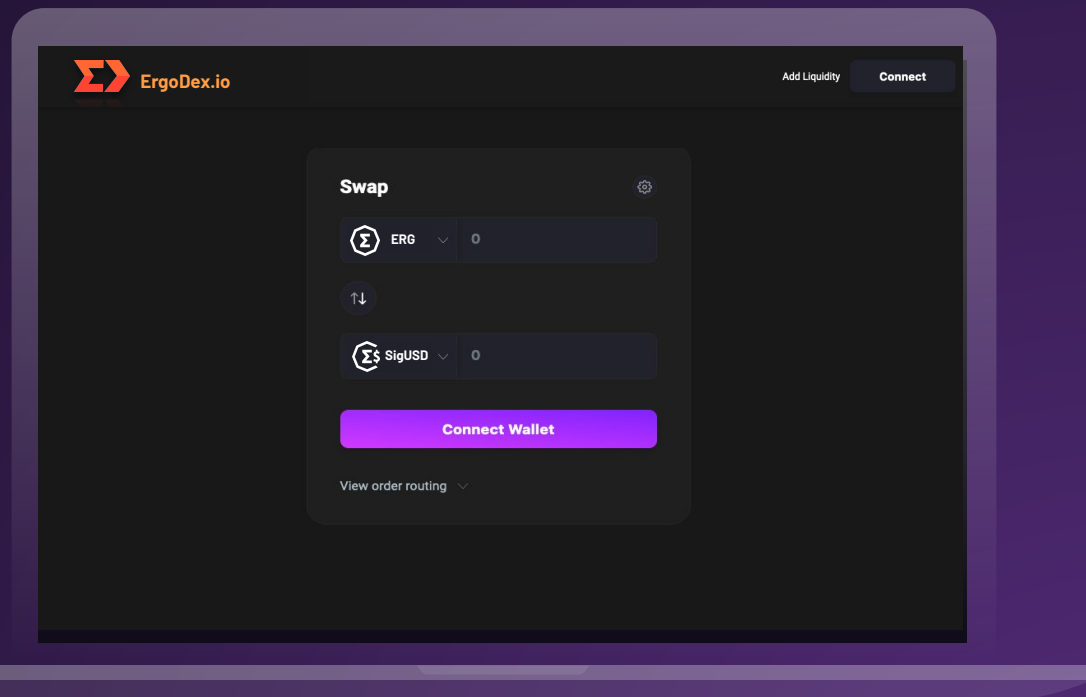 ErgoDex.io
Add Liquidity
Connect
Swap
ERG
0
SigUSD
0
Connect Wallet
View order routing